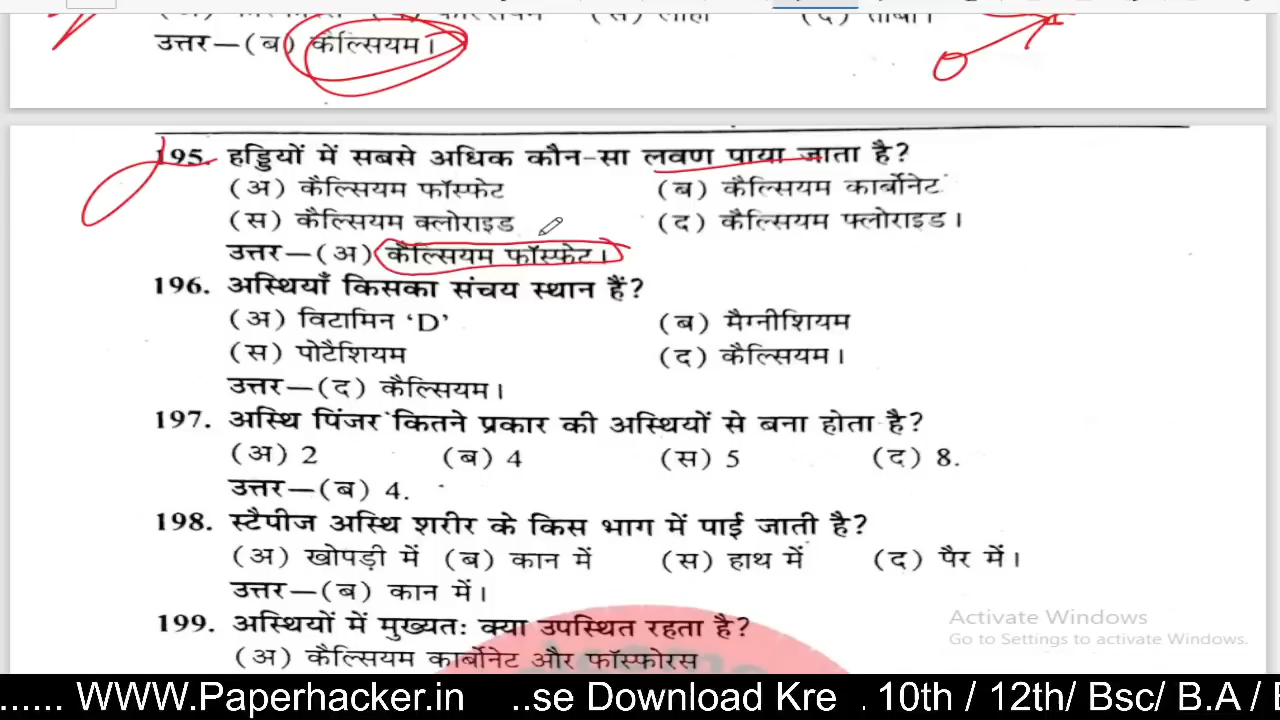 (स) लोहा (द) ताँबा।
उत्तर—(ब) कैल्सियम।
195. हड्डियों में सबसे अधिक कौन-सा लवण पाया जाता है?
(अ) कैल्सियम फॉस्फेट (ब) कैल्सियम कार्बोनेट
(स) कैल्सियम क्लोराइड (द) कैल्सियम फ्लोराइड।
उत्तर—(अ) कैल्सियम फॉस्फेट।
196. अस्थियाँ किसका संचय स्थान हैं?
(अ) विटामिन ‘D’ (ब) मैग्नीशियम
(स) पोटैशियम (द) कैल्सियम।
उत्तर—(द) कैल्सियम।
197. अस्थि पिंजर कितने प्रकार की अस्थियों से बना होता है?
(अ) 2 (ब) 4 (स) 5 (द) 8.
उत्तर—(ब) 4.
198. स्टैपीज अस्थि शरीर के किस भाग में पाई जाती है?
(अ) खोपड़ी में (ब) कान में (स) हाथ में (द) पैर में।
उत्तर—(ब) कान में।
199. अस्थियों में मुख्यतः क्या उपस्थित रहता है?
(अ) कैल्सियम कार्बोनेट और फॉस्फोरस
Activate Windows
Go to Settings to activate Windows.
...... WWW.Paperhacker.in ..se Download Kre . 10th / 12th/ Bsc/ B.A /